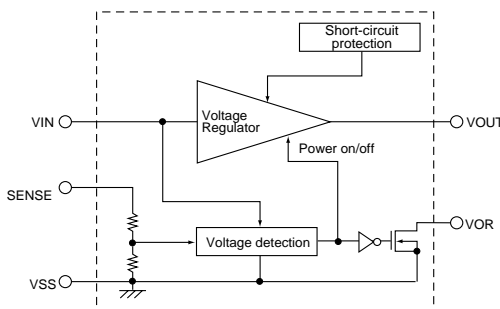 Short-circuit
protection
VIN
Voltage
Regulator
VOUT
Power on/off
SENSE
VOR
Voltage detection
VSS